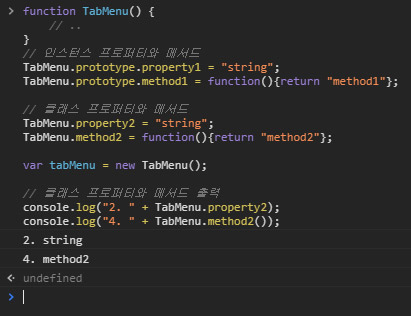 function TabMenu() {
// ..
}
// 인스턴스 프로퍼티와 메서드
TabMenu.prototype.property1 = "string";
TabMenu.prototype.method1 = function(){return "method1"};
// 클래스 프로퍼티와 메서드
TabMenu.property2 = "string";
TabMenu.method2 = function(){return "method2"};
var tabMenu = new TabMenu();
// 클래스 프로퍼티와 메서드 출력
console.log("2. " + TabMenu.property2);
console.log("4. " + TabMenu.method2());
2. string
4. method2
undefined